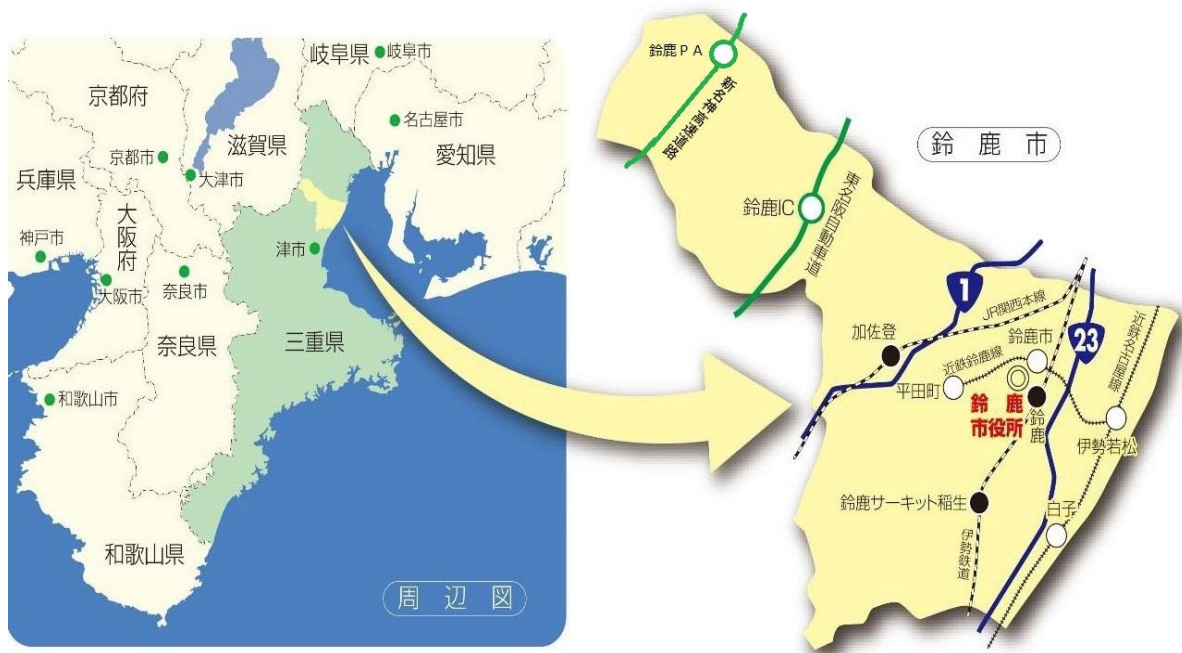 岐阜県
岐阜市
京都府
滋賀県
名古屋市
愛知県
京都市
大津市
兵庫県
大阪府
神戸市
大阪市
奈良市
津市
奈良県
三重県
和歌山市
和歌山県
周辺図
鈴鹿PA
新名神高速道路
鈴鹿市
鈴鹿IC
東名阪自動車道
1
JR関西本線
加佐登
鈴鹿市
23
近鉄名古屋線
近鉄鈴鹿線
平田町
鈴鹿
市役所
鈴鹿
伊勢若松
鈴鹿サーキット稲生
白子
伊勢鉄道